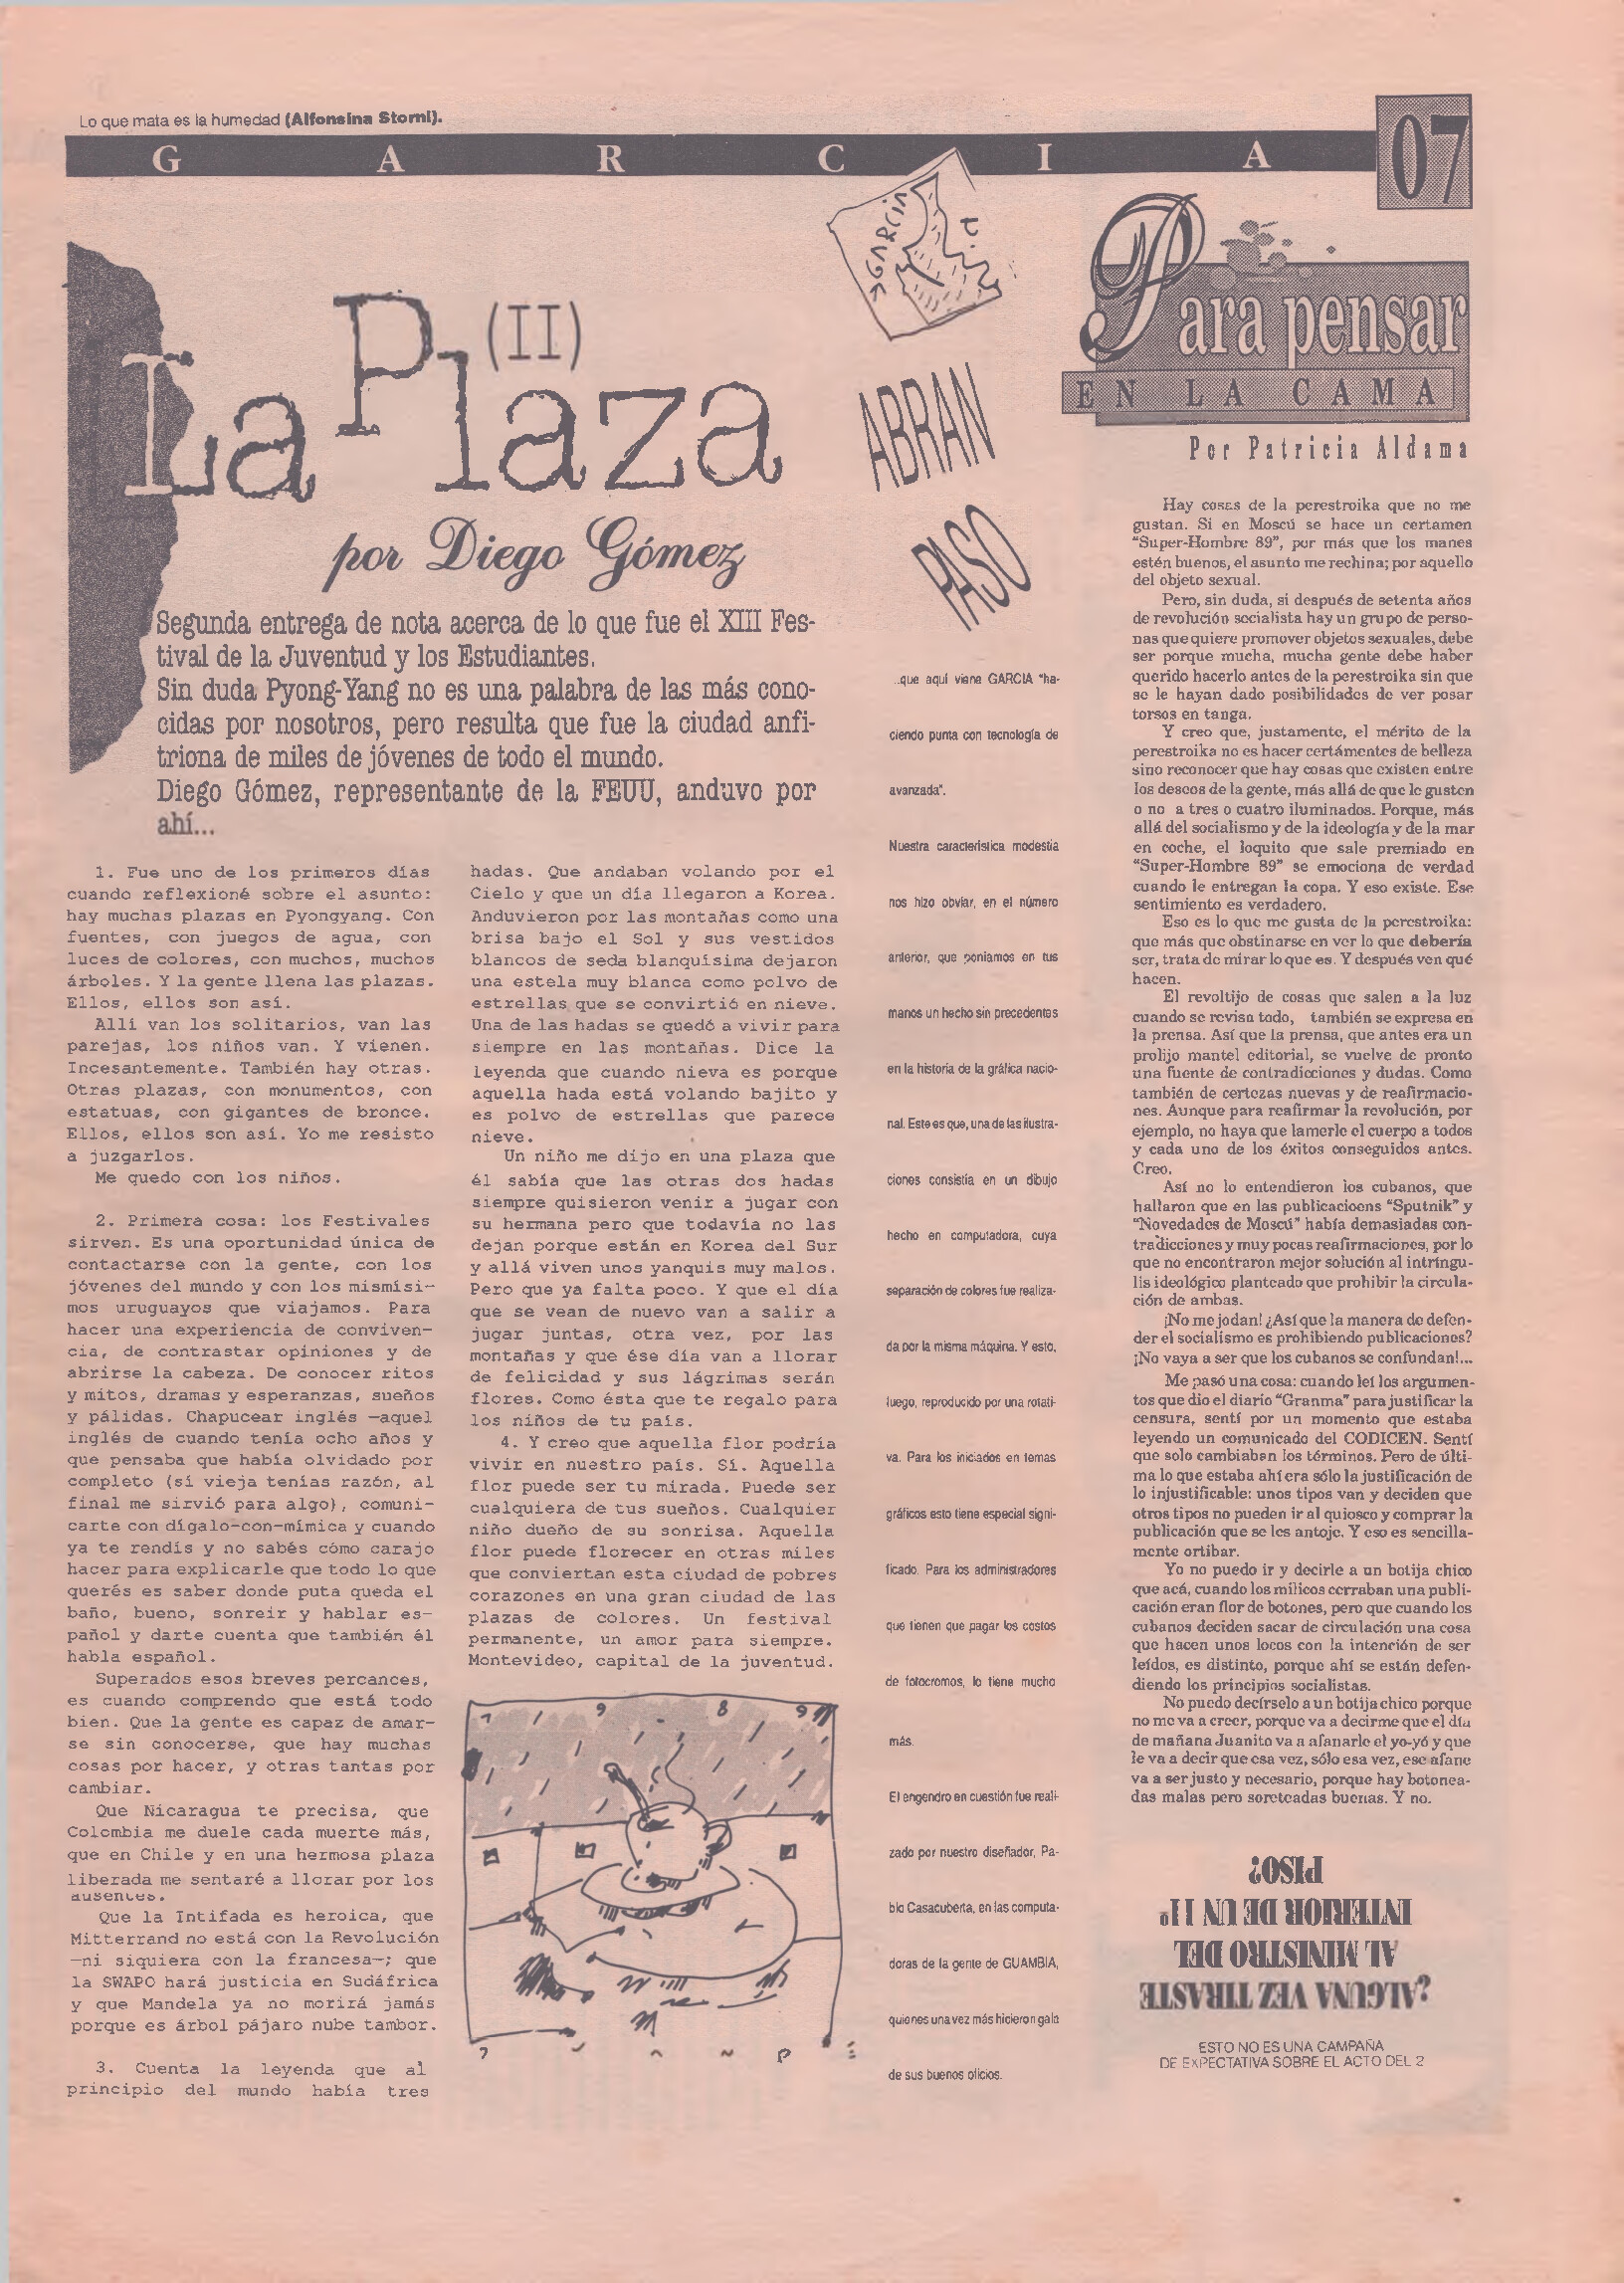 Lo que mata es la humedad (Alfonsina Storni).
G A R C I A
07
La Plaza (II)
por Diego Gómez
Segunda entrega de nota acerca de lo que fue el XIII Fes-
tival de la Juventud y los Estudiantes.
Sin duda Pyong-Yang no es una palabra de las más cono-
cidas por nosotros, pero resulta que fue la ciudad anfi-
triona de miles de jóvenes de todo el mundo.
Diego Gómez, representante de la FEUU, anduvo por
ahí...
1. Fue uno de los primeros días
cuando reflexioné sobre el asunto:
hay muchas plazas en Pyongyang. Con
fuentes, con juegos de agua, con
luces de colores, con muchos, muchos
árboles. Y la gente llena las plazas.
Ellos, ellos son así.
Allí van los solitarios, van las
parejas, los niños van. Y vienen.
Incesantemente. También hay otras.
Otras plazas, con monumentos, con
estatuas, con gigantes de bronce.
Ellos, ellos son así. Yo me resisto
a juzgarlos.
Me quedo con los niños.
2. Primera cosa: los Festivales
sirven. Es una oportunidad única de
contactarse con la gente, con los
jóvenes del mundo y con los mismísi-
mos uruguayos que viajamos. Para
hacer una experiencia de conviven-
cia, de contrastar opiniones y de
abrirse la cabeza. De conocer ritos
y mitos, dramas y esperanzas, sueños
y pálidas. Chapucear inglés —aquel
inglés de cuando tenía ocho años y
que pensaba que había olvidado por
completo (sí vieja tenías razón, al
final me sirvió para algo), comuni-
carte con dígalo-con-mímica y cuando
ya te rendís y no sabés cómo carajo
hacer para explicarle que todo lo que
querés es saber donde puta queda el
baño, bueno, sonreir y hablar es-
pañol y darte cuenta que también él
habla español.
Superados esos breves percances,
es cuando comprendo que está todo
bien. Que la gente es capaz de amar-
se sin conocerse, que hay muchas
cosas por hacer, y otras tantas por
cambiar.
Que Nicaragua te precisa, que
Colombia me duele cada muerte más,
que en Chile y en una hermosa plaza
liberada me sentaré a llorar por los
ausentes.
Que la Intifada es heroica, que
Mitterrand no está con la Revolución
—ni siquiera con la francesa—; que
la SWAPO hará justicia en Sudáfrica
y que Mandela ya no morirá jamás
porque es árbol pájaro nube tambor.
3. Cuenta la leyenda que al
principio del mundo había tres
hadas. Que andaban volando por el
Cielo y que un día llegaron a Korea.
Anduvieron por las montañas como una
brisa bajo el Sol y sus vestidos
blancos de seda blanquísima dejaron
una estela muy blanca como polvo de
estrellas que se convirtió en nieve.
Una de las hadas se quedó a vivir para
siempre en las montañas. Dice la
leyenda que cuando nieva es porque
aquella hada está volando bajito y
es polvo de estrellas que parece
nieve.
Un niño me dijo en una plaza que
él sabía que las otras dos hadas
siempre quisieron venir a jugar con
su hermana pero que todavía no las
dejan porque están en Korea del Sur
y allá viven unos yanquis muy malos.
Pero que ya falta poco. Y que el día
que se vean de nuevo van a salir a
jugar juntas, otra vez, por las
montañas y que ése día van a llorar
de felicidad y sus lágrimas serán
flores. Como ésta que te regalo para
los niños de tu país.
4. Y creo que aquella flor podría
vivir en nuestro país. Sí. Aquella
flor puede ser tu mirada. Puede ser
cualquiera de tus sueños. Cualquier
niño dueño de su sonrisa. Aquella
flor puede florecer en otras miles
que conviertan esta ciudad de pobres
corazones en una gran ciudad de las
plazas de colores. Un festival
permanente, un amor para siempre.
Montevideo, capital de la juventud.
GARCIA
ABRAN
PASO
..que aquí viene GARCIA "ha-
ciendo punta con tecnología de
avanzada".
Nuestra característica modestia
nos hizo obviar, en el número
anterior, que poníamos en tus
manos un hecho sin precedentes
en la historia de la gráfica nacio-
nal. Este es que, una de las ilustra-
ciones consistía en un dibujo
hecho en computadora, cuya
separación de colores fue realiza-
da por la misma máquina. Y esto,
luego, reproducido por una rotati-
va. Para los iniciados en temas
gráficos esto tiene especial signi-
ficado. Para los administradores
que tienen que pagar los costos
de fotocromos, lo tiene mucho
más.
El engendro en cuestión fue reali-
zado por nuestro diseñador, Pa-
blo Casacuberta, en las computa-
doras de la gente de GUAMBIA,
quienes una vez más hicieron gala
de sus buenos oficios.
Para pensar
EN LA CAMA
Por Patricia Aldama
Hay cosas de la perestroika que no me
gustan. Si en Moscú se hace un certamen
"Super-Hombre 89", por más que los manes
estén buenos, el asunto me rechina; por aquello
del objeto sexual.
Pero, sin duda, si después de setenta años
de revolución socialista hay un grupo de perso-
nas que quiere promover objetos sexuales, debe
ser porque mucha, mucha gente debe haber
querido hacerlo antes de la perestroika sin que
se le hayan dado posibilidades de ver posar
torsos en tanga.
Y creo que, justamente, el mérito de la
perestroika no es hacer certámentes de belleza
sino reconocer que hay cosas que existen entre
los deseos de la gente, más allá de que le gusten
o no a tres o cuatro iluminados. Porque, más
allá del socialismo y de la ideología y de la mar
en coche, el loquito que sale premiado en
"Super-Hombre 89" se emociona de verdad
cuando le entregan la copa. Y eso existe. Ese
sentimiento es verdadero.
Eso es lo que me gusta de la perestroika:
que más que obstinarse en ver lo que debería
ser, trata de mirar lo que es. Y después ven qué
hacen.
El revoltijo de cosas que salen a la luz
cuando se revisa todo, también se expresa en
la prensa. Así que la prensa, que antes era un
prolijo mantel editorial, se vuelve de pronto
una fuente de contradicciones y dudas. Como
también de certezas nuevas y de reafirmacio-
nes. Aunque para reafirmar la revolución, por
ejemplo, no haya que lamerle el cuerpo a todos
y cada uno de los éxitos conseguidos antes.
Creo.
Así no lo entendieron los cubanos, que
hallaron que en las publicacioens "Sputnik" y
"Novedades de Moscú" había demasiadas con-
tradicciones y muy pocas reafirmaciones, por lo
que no encontraron mejor solución al intríngu-
lis ideológico planteado que prohibir la circula-
ción de ambas.
¡No me jodan! ¿Así que la manera de defen-
der el socialismo es prohibiendo publicaciones?
¡No vaya a ser que los cubanos se confundan!...
Me pasó una cosa: cuando leí los argumen-
tos que dio el diario "Granma" para justificar la
censura, sentí por un momento que estaba
leyendo un comunicado del CODICEN. Sentí
que solo cambiaban los términos. Pero de últi-
ma lo que estaba ahí era sólo la justificación de
lo injustificable: unos tipos van y deciden que
otros tipos no pueden ir al quiosco y comprar la
publicación que se les antoje. Y eso es sencilla-
mente ortibar.
Yo no puedo ir y decirle a un botija chico
que acá, cuando los milicos cerraban una publi-
cación eran flor de botones, pero que cuando los
cubanos deciden sacar de circulación una cosa
que hacen unos locos con la intención de ser
leídos, es distinto, porque ahí se están defen-
diendo los principios socialistas.
No puedo decírselo a un botija chico porque
no me va a creer, porque va a decirme que el día
de mañana Juanito va a afanarle el yo-yó y que
le va a decir que esa vez, sólo esa vez, ese afane
va a ser justo y necesario, porque hay botonea-
das malas pero soreteadas buenas. Y no.
¿ALGUNA VEZ TIRASTE
AL MINISTRO DEL
INTERIOR DE UN 11º
PISO?
ESTO NO ES UNA CAMPAÑA
DE EXPECTATIVA SOBRE EL ACTO DEL 2